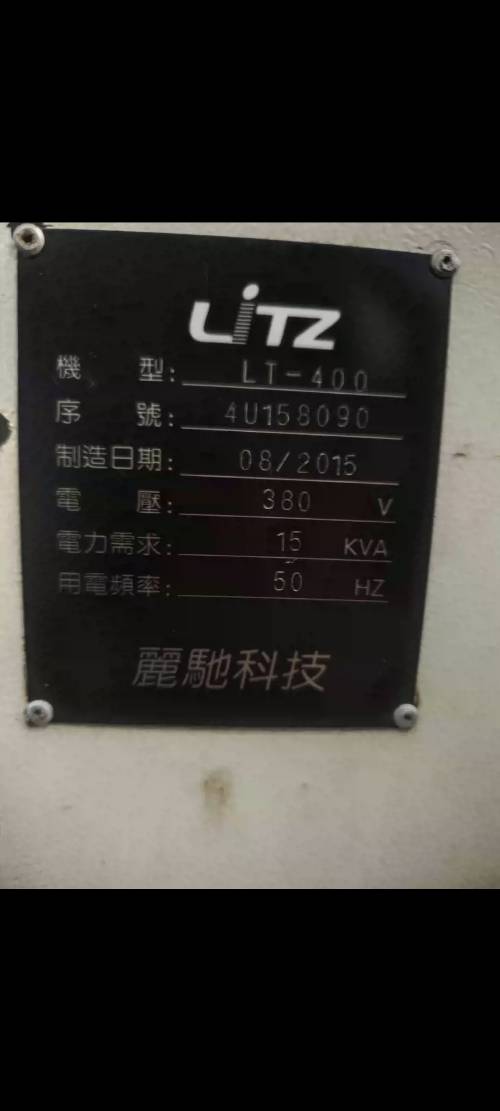 LiTZ
機 型: LT-400
序 號: 4U158090
制造日期: 08/2015
電 壓: 380 V
電力需求: 15 KVA
用電頻率: 50 HZ
麗馳科技